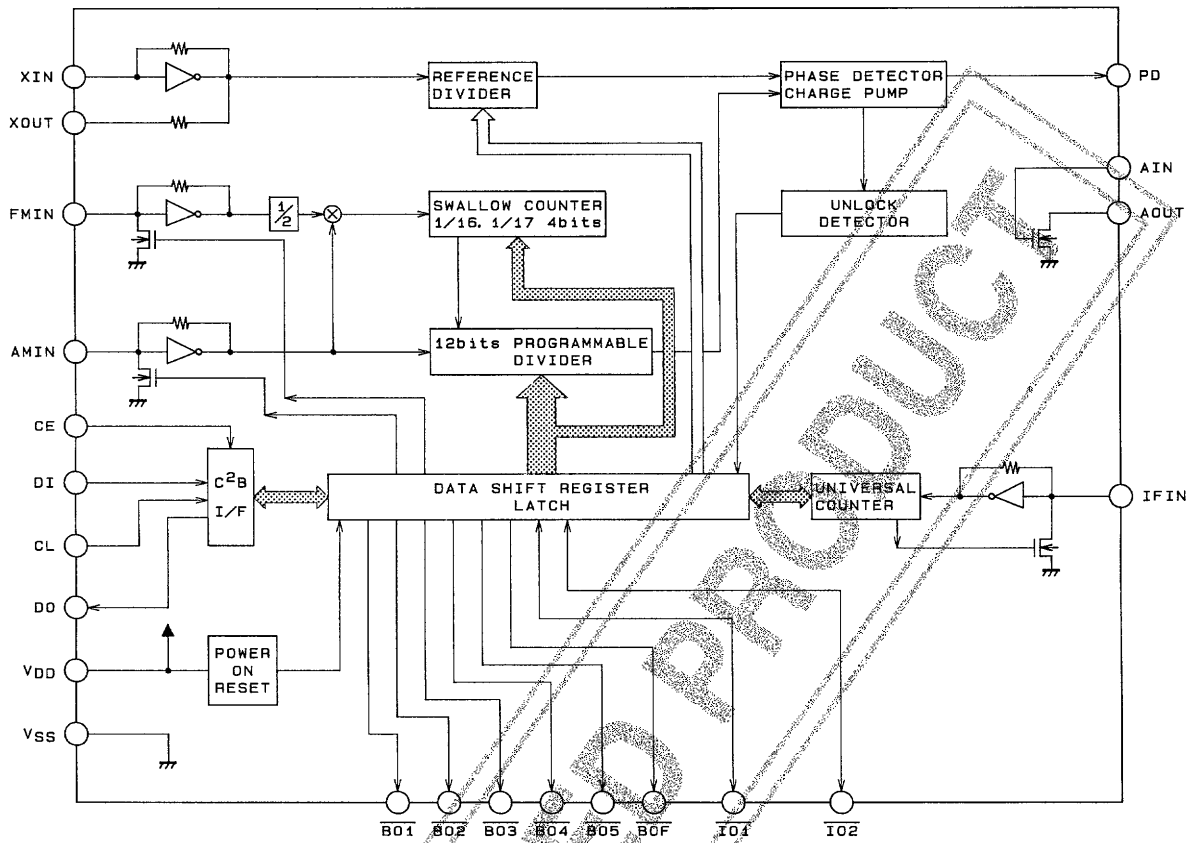 XIN
REFERENCE
DIVIDER
PHASE DETECTOR
CHARGE PUMP
PD
XOUT
AIN
FMIN
1/2
SWALLOW COUNTER
1/16, 1/17 4bits
UNLOCK
DETECTOR
AOUT
AMIN
12bits PROGRAMMABLE
DIVIDER
CE
DI
C²B
I/F
DATA SHIFT REGISTER
LATCH
UNIVERSAL
COUNTER
IFIN
CL
DO
VDD
POWER
ON
RESET
VSS
BO1
BO2
BO3
BO4
BO5
BOF
IO1
IO2
ED PRODUCT